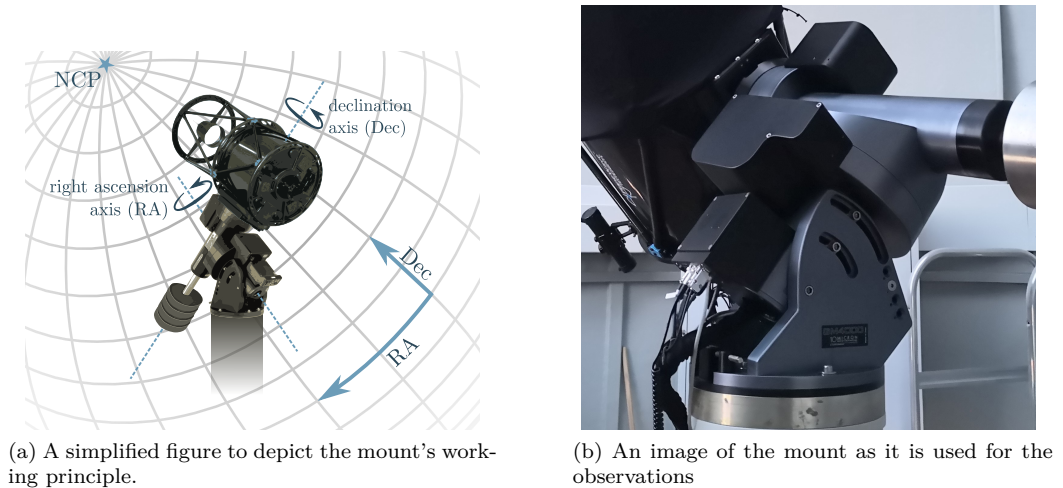 NCP
declination
axis (Dec)
right ascension
axis (RA)
Dec
RA
(a) A simplified figure to depict the mount's work-
ing principle.
(b) An image of the mount as it is used for the
observations